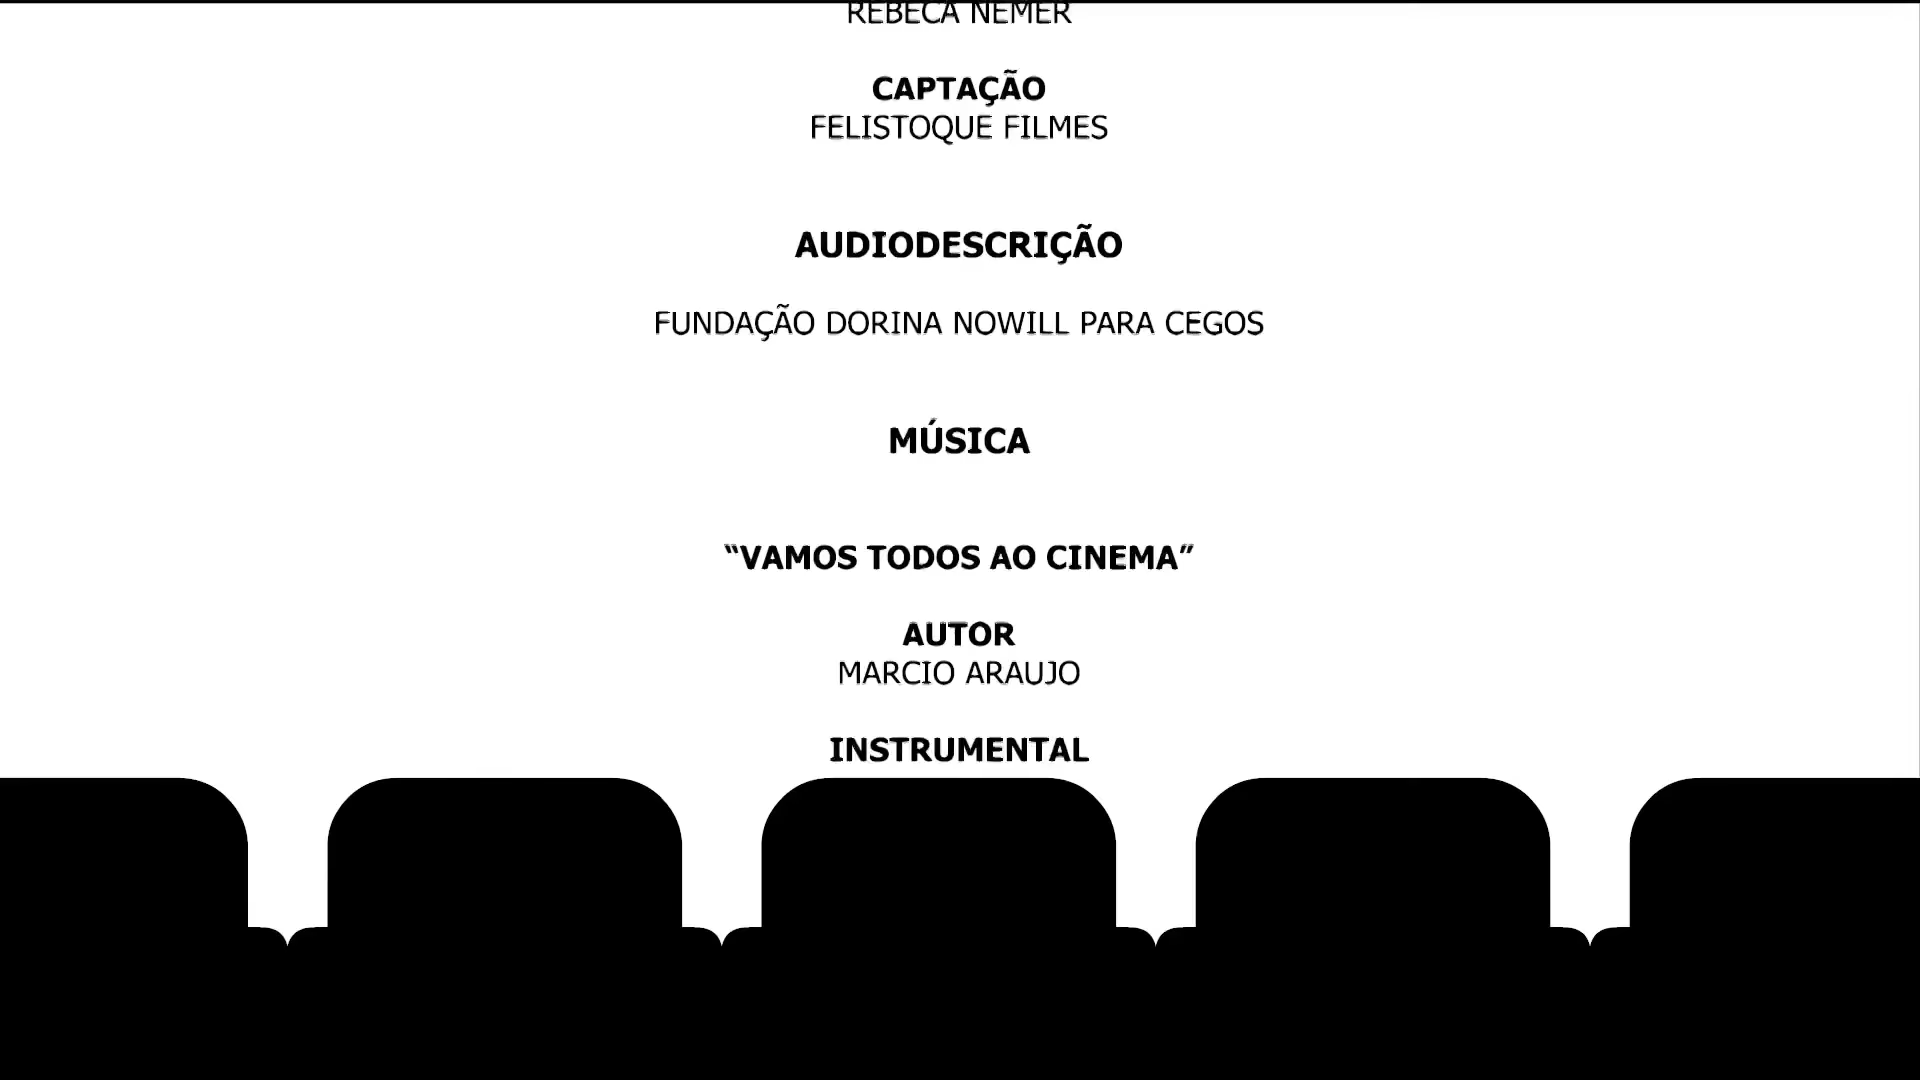 REBECA NEMER
CAPTAÇÃO
FELISTOQUE FILMES
AUDIODESCRIÇÃO
FUNDAÇÃO DORINA NOWILL PARA CEGOS
MÚSICA
“VAMOS TODOS AO CINEMA”
AUTOR
MARCIO ARAUJO
INSTRUMENTAL